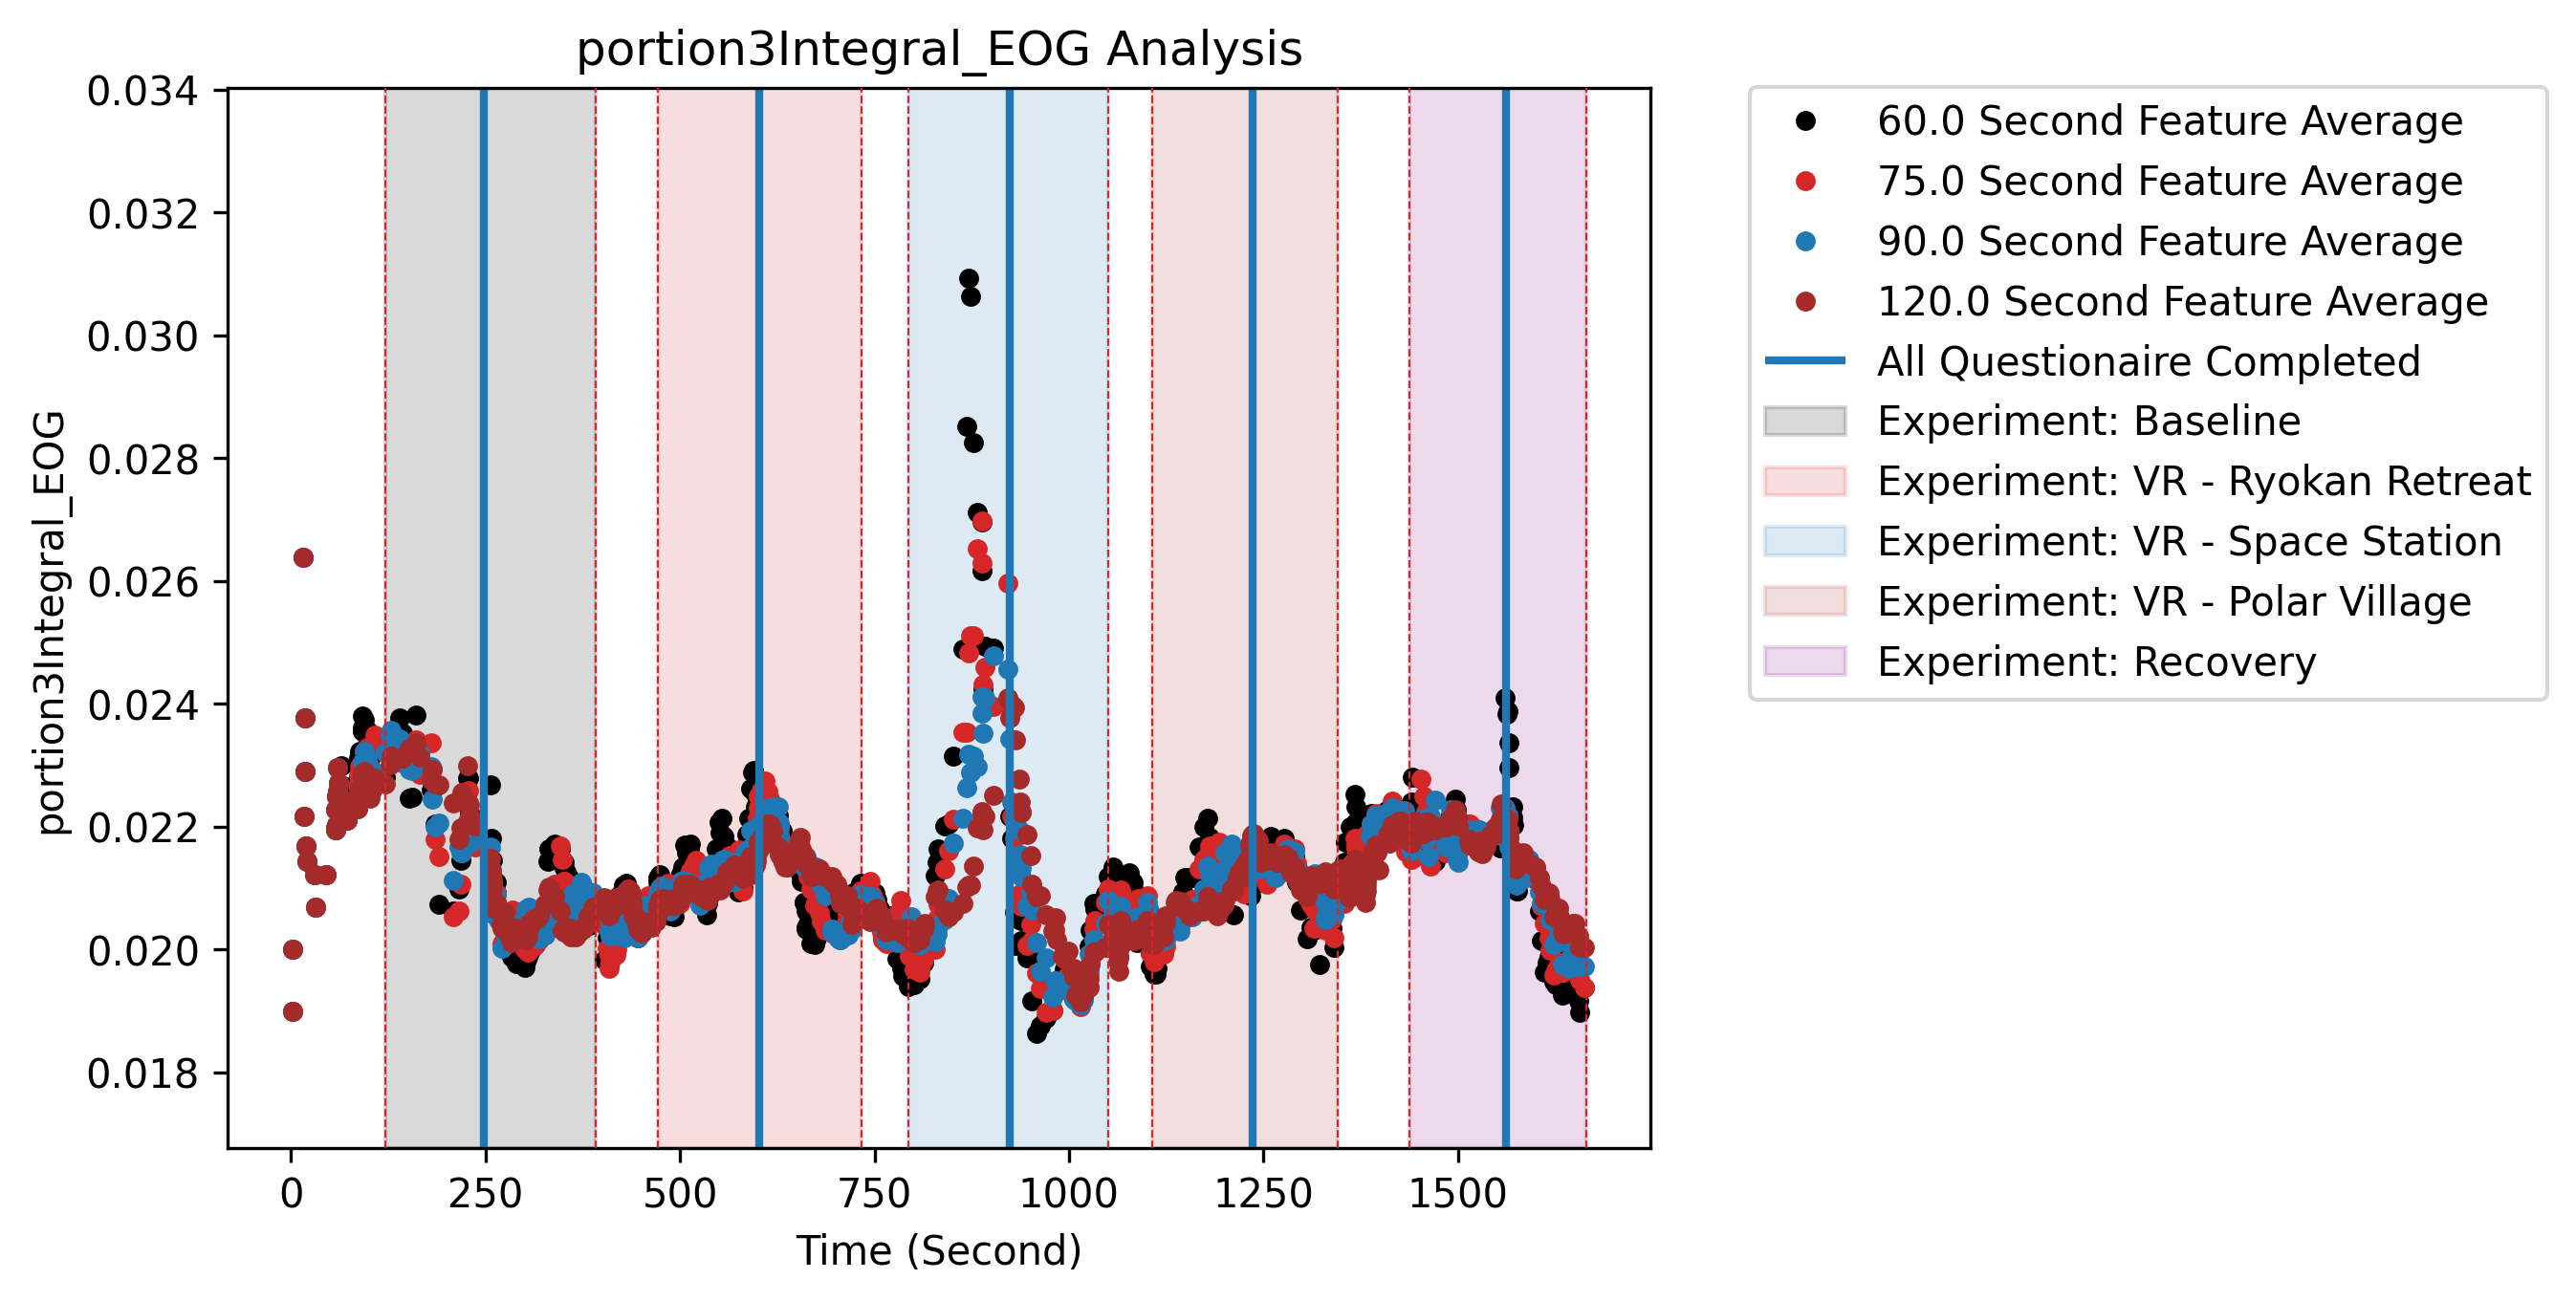 portion3Integral_EOG Analysis
0.034
0.032
0.030
0.028
0.026
0.024
0.022
0.020
0.018
portion3Integral_EOG
0 250 500 750 1000 1250 1500
Time (Second)
60.0 Second Feature Average
75.0 Second Feature Average
90.0 Second Feature Average
120.0 Second Feature Average
All Questionaire Completed
Experiment: Baseline
Experiment: VR - Ryokan Retreat
Experiment: VR - Space Station
Experiment: VR - Polar Village
Experiment: Recovery